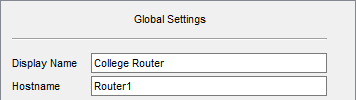 Global Settings
Display Name College Router
Hostname Router1